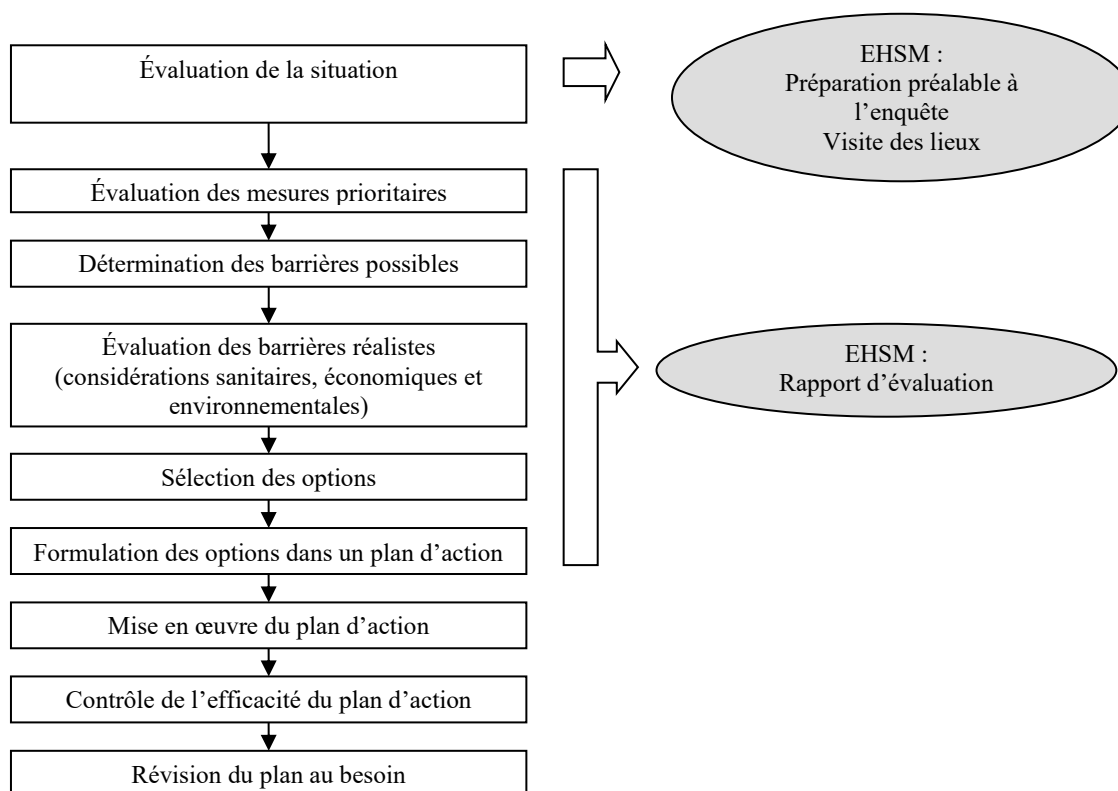 Évaluation de la situation
EHSM :
Préparation préalable à
l’enquête
Visite des lieux
Évaluation des mesures prioritaires
Détermination des barrières possibles
Évaluation des barrières réalistes
(considérations sanitaires, économiques et
environnementales)
EHSM :
Rapport d’évaluation
Sélection des options
Formulation des options dans un plan d’action
Mise en œuvre du plan d’action
Contrôle de l’efficacité du plan d’action
Révision du plan au besoin